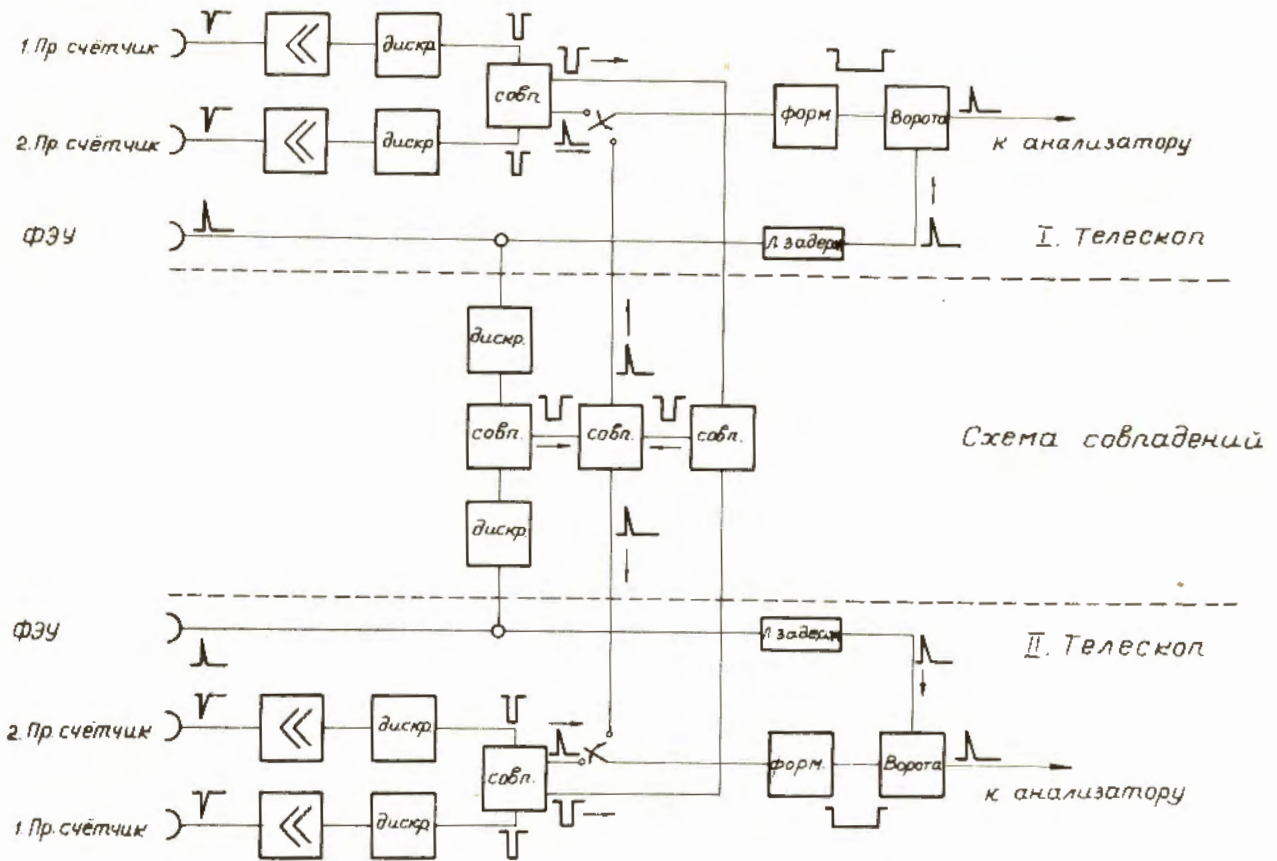 1. Пр. счётчик
дискр.
совп.
2. Пр. счётчик
дискр
форм
Ворота
к анализатору
ФЭУ
Л. задерж
I. Телескоп
дискр.
совп.
совп.
совп.
Схема совпадений
дискр.
ФЭУ
Л. задерж
II. Телескоп
2. Пр. счётчик
дискр.
совп.
форм.
Ворота
к анализатору
1. Пр. счётчик
дискр.